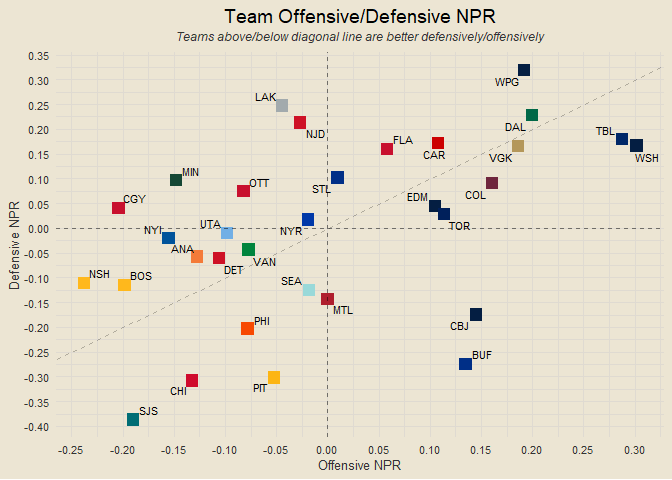 Team Offensive/Defensive NPR
Teams above/below diagonal line are better defensively/offensively
0.35
0.30
0.25
0.20
0.15
0.10
0.05
0.00
-0.05
-0.10
-0.15
-0.20
-0.25
-0.30
-0.35
-0.40
Defensive NPR
WPG
LAK
NJD
DAL
TBL
FLA
CAR
VGK
WSH
MIN
OTT
STL
COL
CGY
EDM
NYI
UTA
NYR
TOR
ANA
DET
VAN
NSH
BOS
SEA
MTL
PHI
CBJ
BUF
CHI
PIT
SJS
-0.25 -0.20 -0.15 -0.10 -0.05 0.00 0.05 0.10 0.15 0.20 0.25 0.30
Offensive NPR